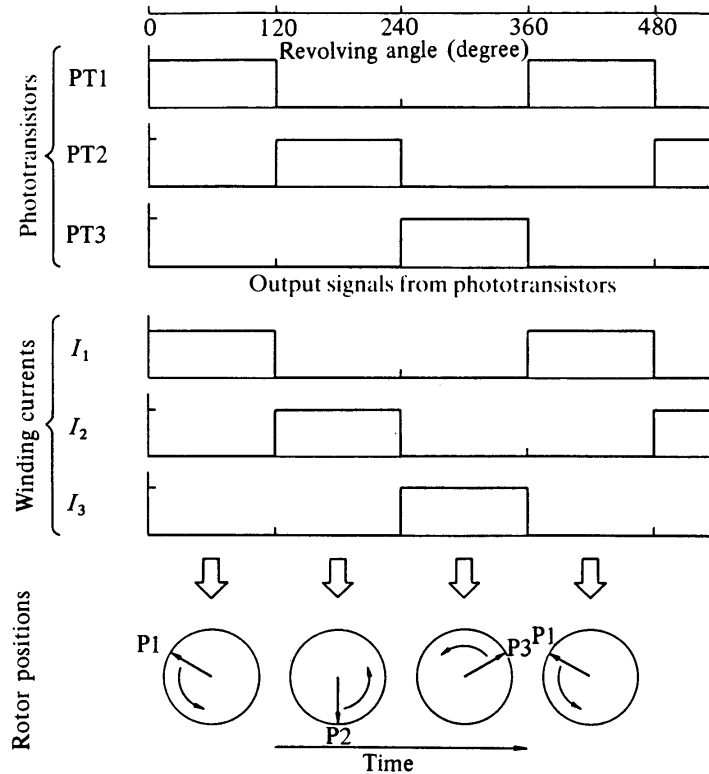 0 120 240 360 480
Revolving angle (degree)
Phototransistors
PT1
PT2
PT3
Output signals from phototransistors
Winding currents
I1
I2
I3
Rotor positions
P1
P2
P3
P1
Time